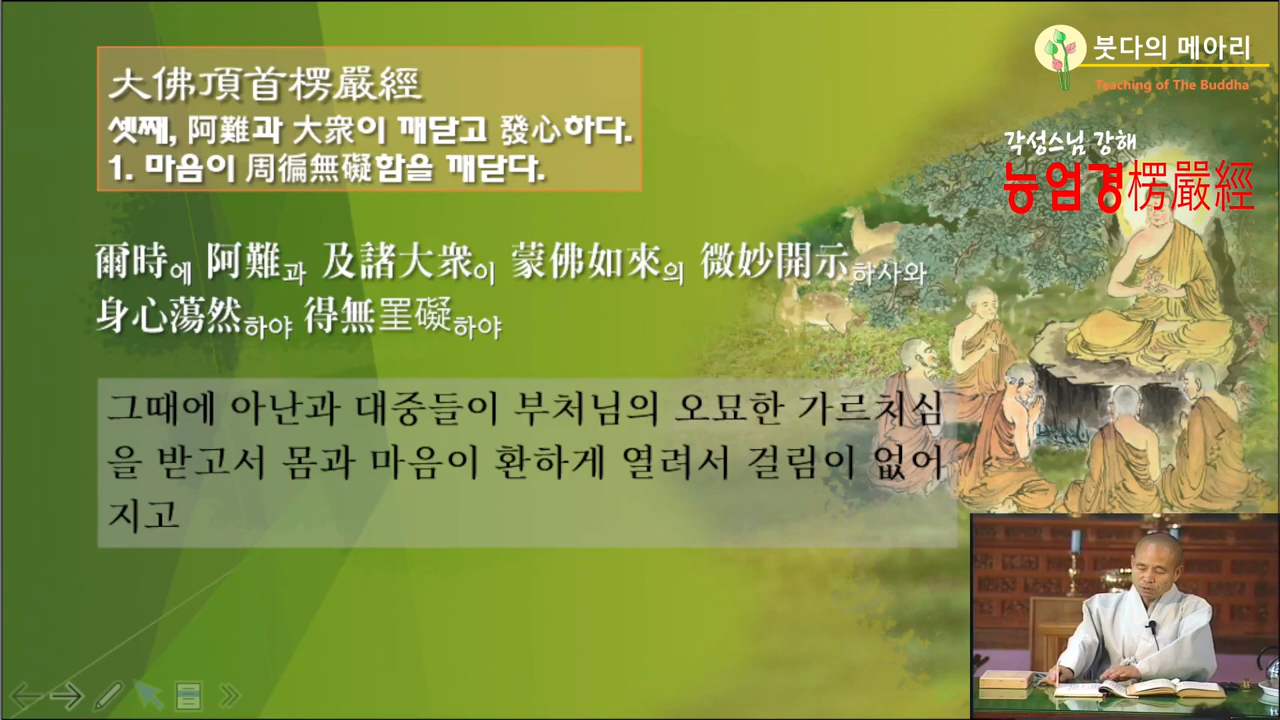 大佛頂首楞嚴經
셋째, 阿難과 大衆이 깨닫고 發心하다.
1. 마음이 周徧無礙함을 깨닫다.
붓다의 메아리
Teaching of The Buddha
각성스님 강해
능엄경楞嚴經
爾時에 阿難과 及諸大衆이 蒙佛如來의 微妙開示하사와
身心蕩然하야 得無罣礙하야
그때에 아난과 대중들이 부처님의 오묘한 가르치심
을 받고서 몸과 마음이 환하게 열려서 걸림이 없어
지고